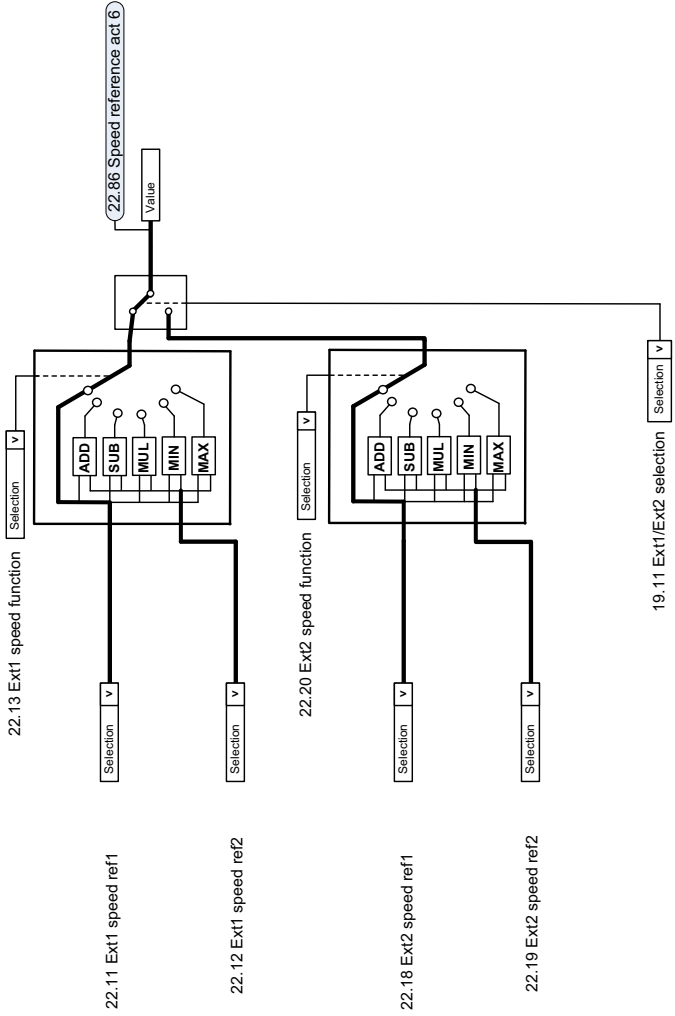 22.13 Ext1 speed function
Selection v
22.11 Ext1 speed ref1
Selection v
22.12 Ext1 speed ref2
Selection v
ADD
SUB
MUL
MIN
MAX
22.86 Speed reference act 6
Value
22.20 Ext2 speed function
Selection v
22.18 Ext2 speed ref1
Selection v
22.19 Ext2 speed ref2
Selection v
ADD
SUB
MUL
MIN
MAX
19.11 Ext1/Ext2 selection
Selection v